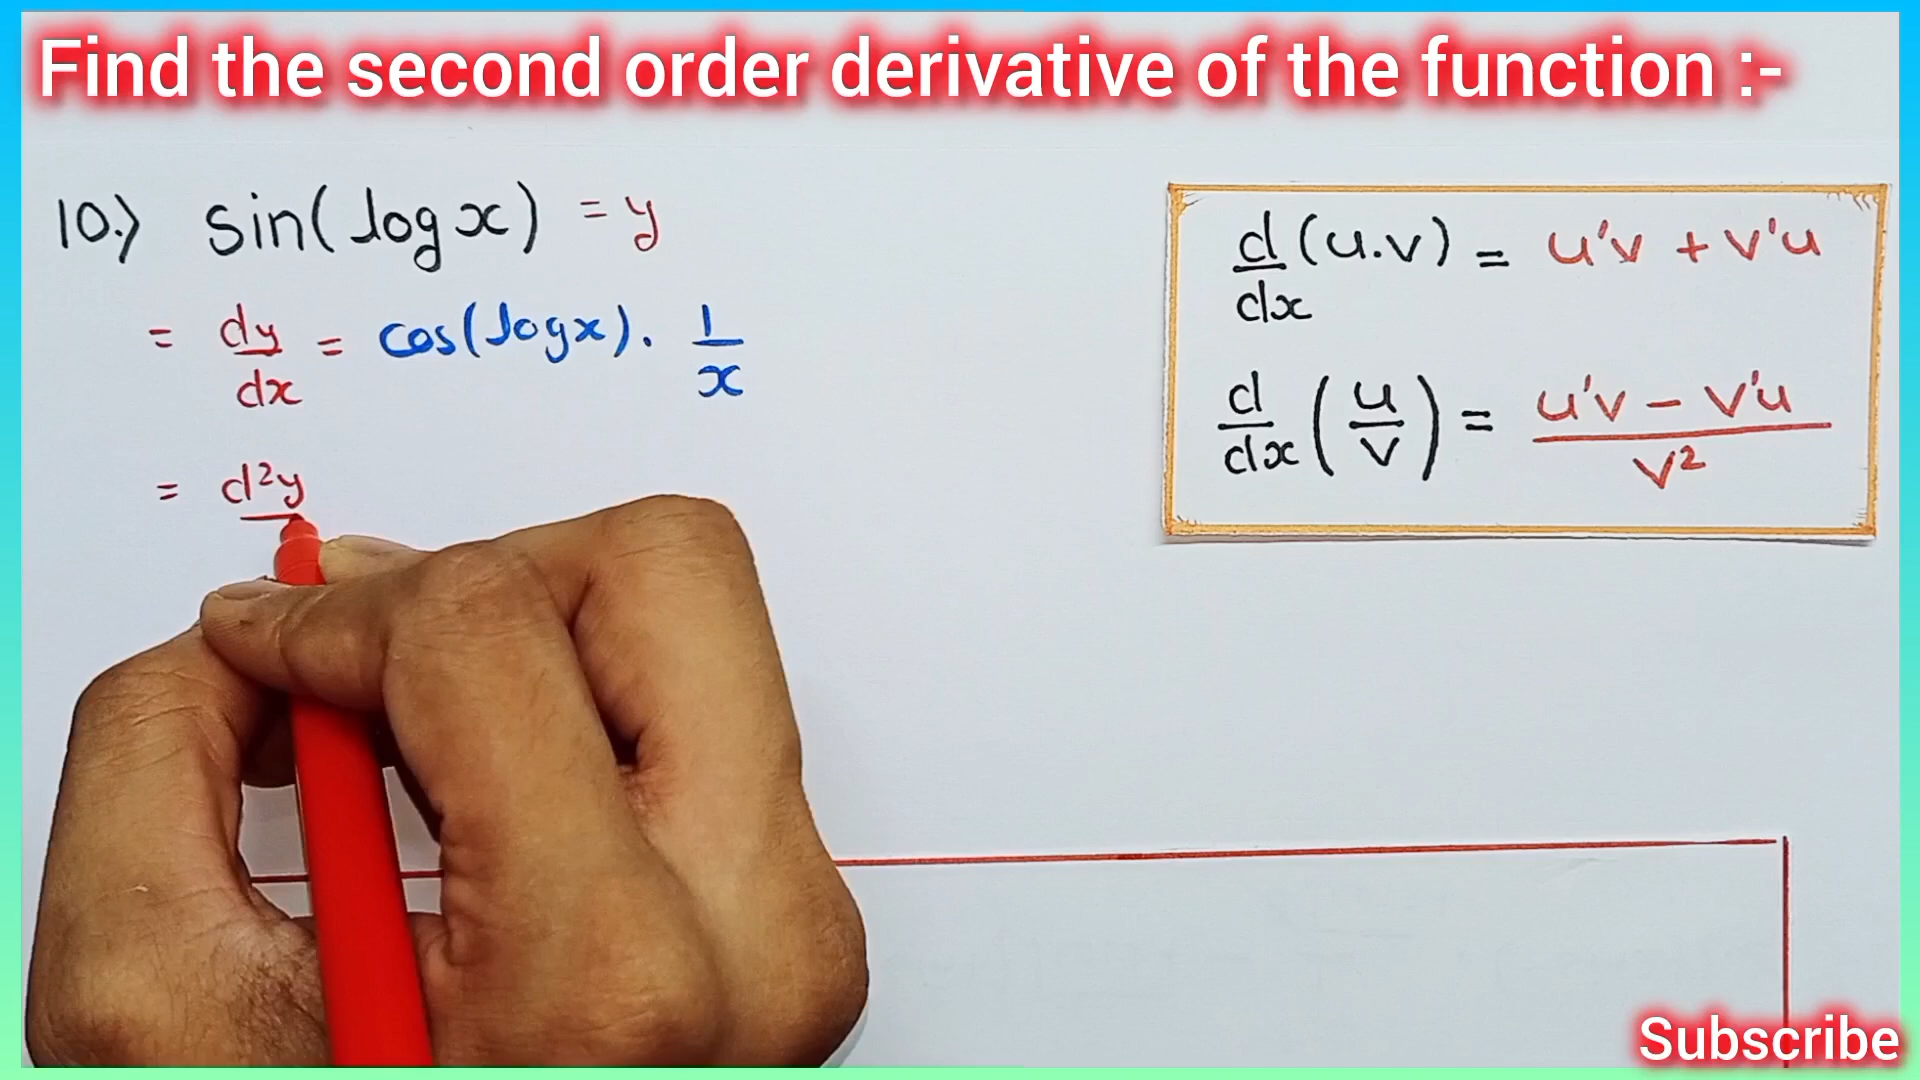 Find the second order derivative of the function :-
10.) sin(log x) = y
= dy/dx = cos(log x) . 1/x
= d²y
d/dx (u.v) = u'v + v'u
d/dx (u/v) = u'v - v'u / v²
Subscribe